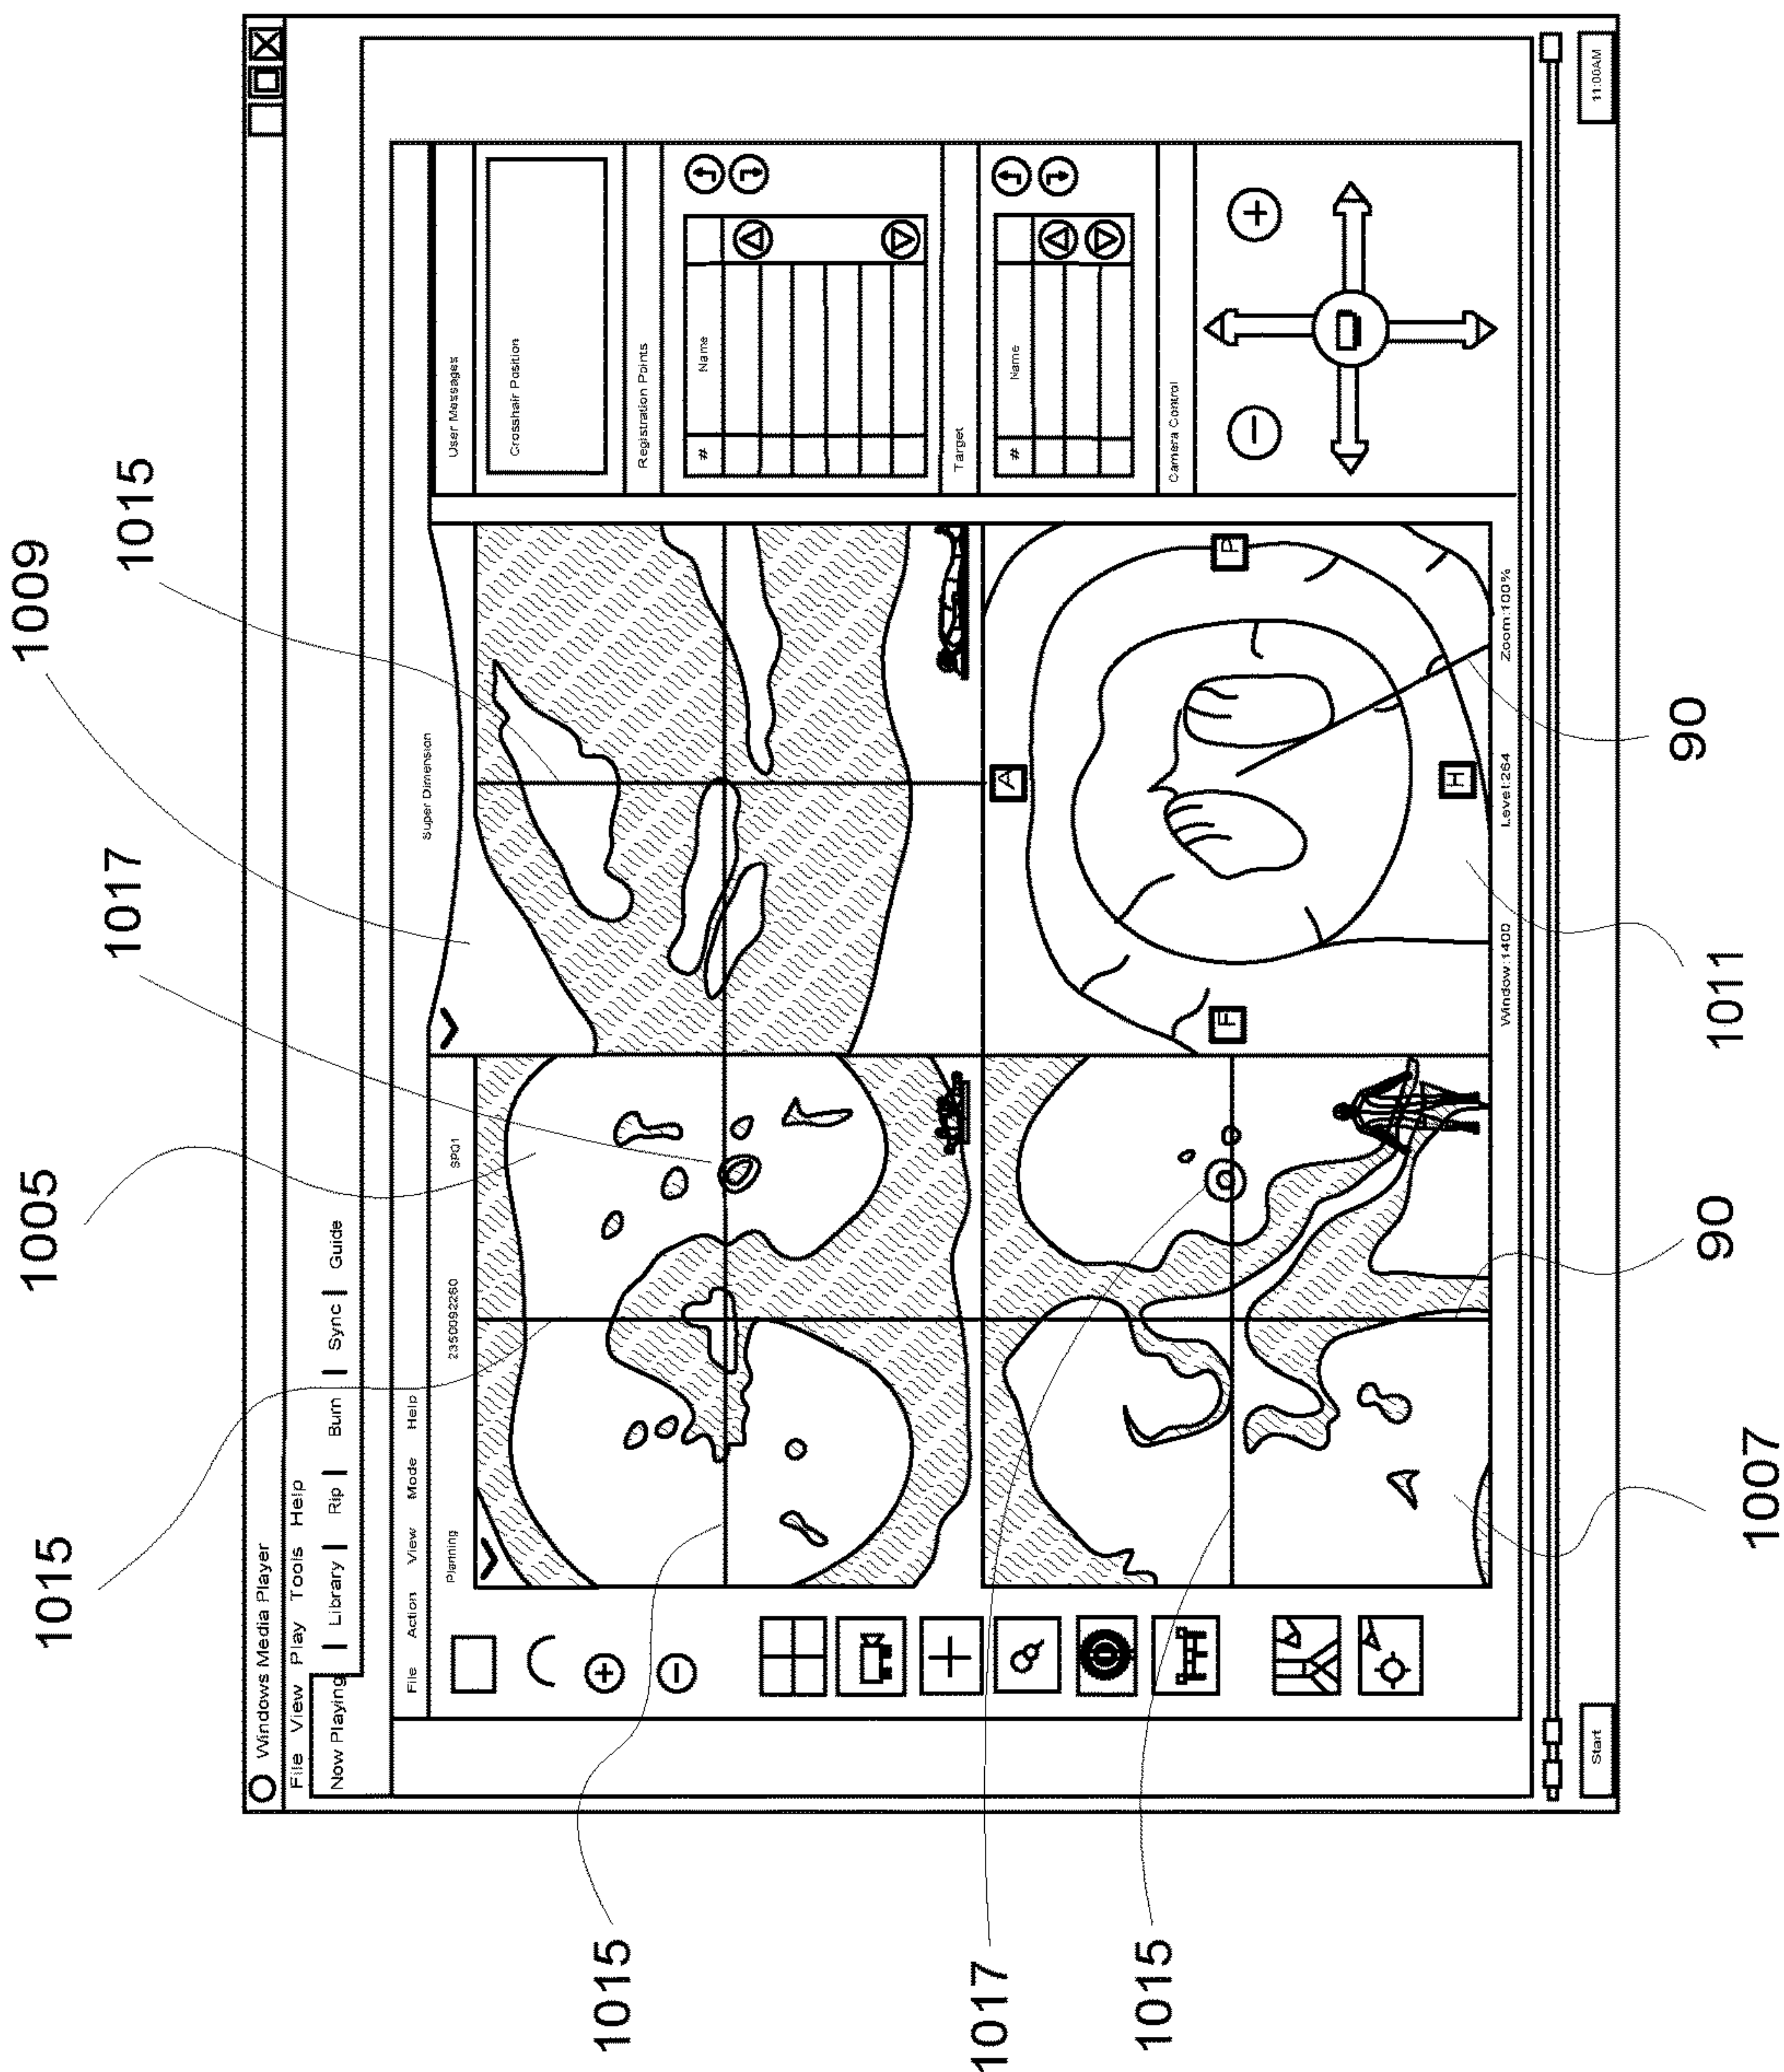 Windows Media Player
File View Play Tools Help
Now Playing | Library | Rip | Burn | Sync | Guide
File Action View Mode Help
Super Dimension
Planning 2350092260 SP01
User Messages
Crosshair Position
Registration Points
# Name
Target
# Name
Camera Control
+
−
A
F
P
H
Window:1400 Level:264 Zoom:100%
Start
11:00AM
1015
1005
1017
1009
1015
1015
1017
1015
1007
90
1011
90